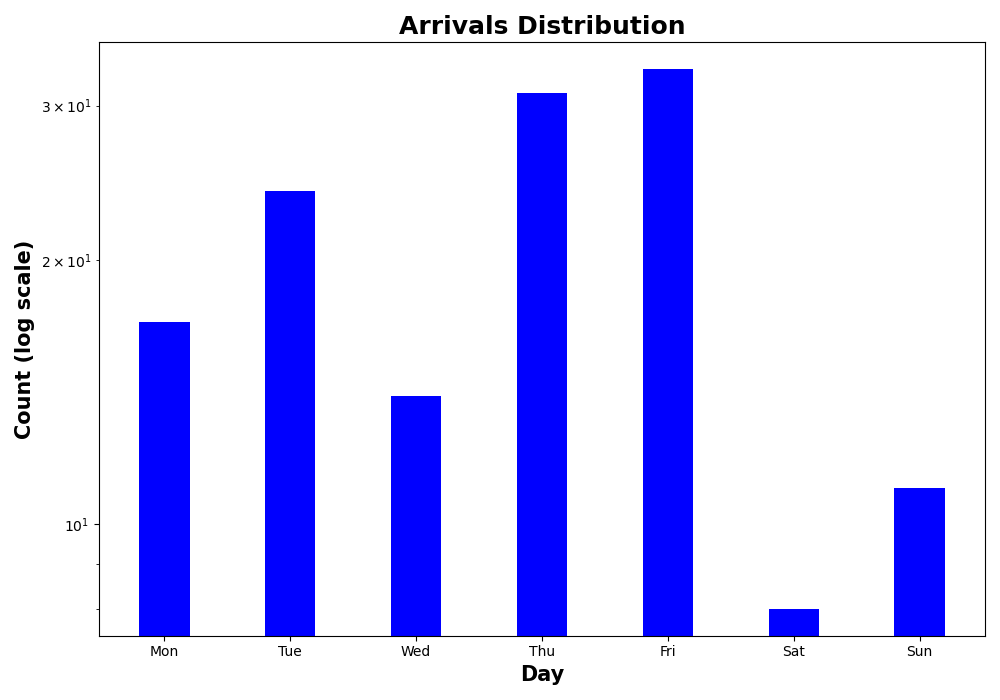 Arrivals Distribution
Count (log scale)
3 × 10¹
2 × 10¹
10¹
Mon Tue Wed Thu Fri Sat Sun
Day